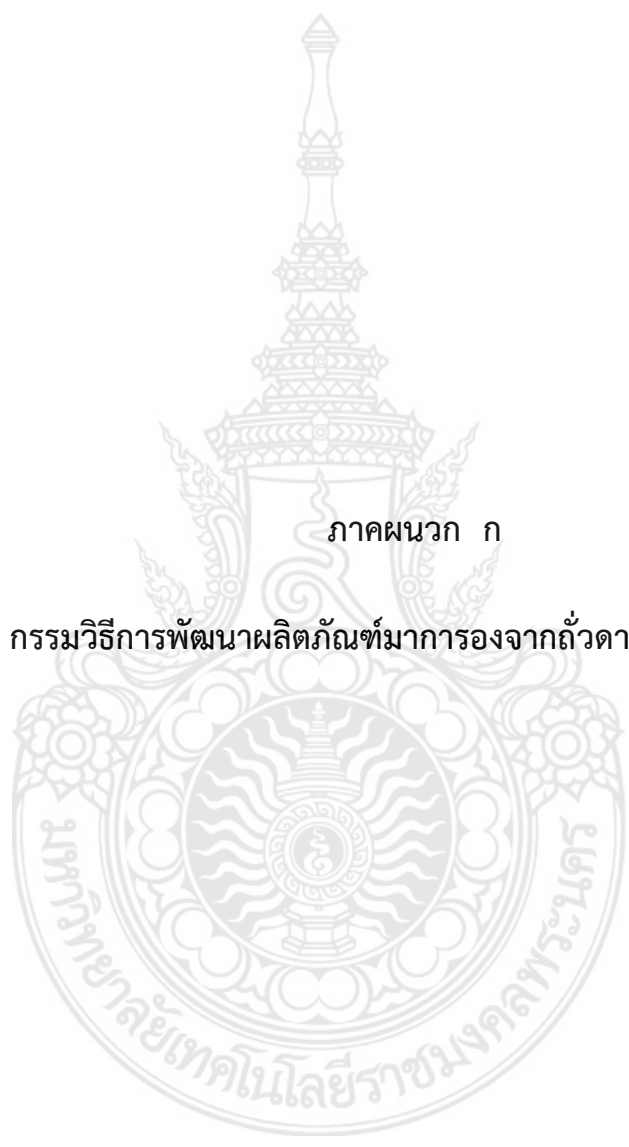 ภาคผนวก ก
กรรมวิธีการพัฒนาผลิตภัณฑ์มาการองจากถั่วดา
มหาวิทยาลัยเทคโนโลยีราชมงคลพระนคร